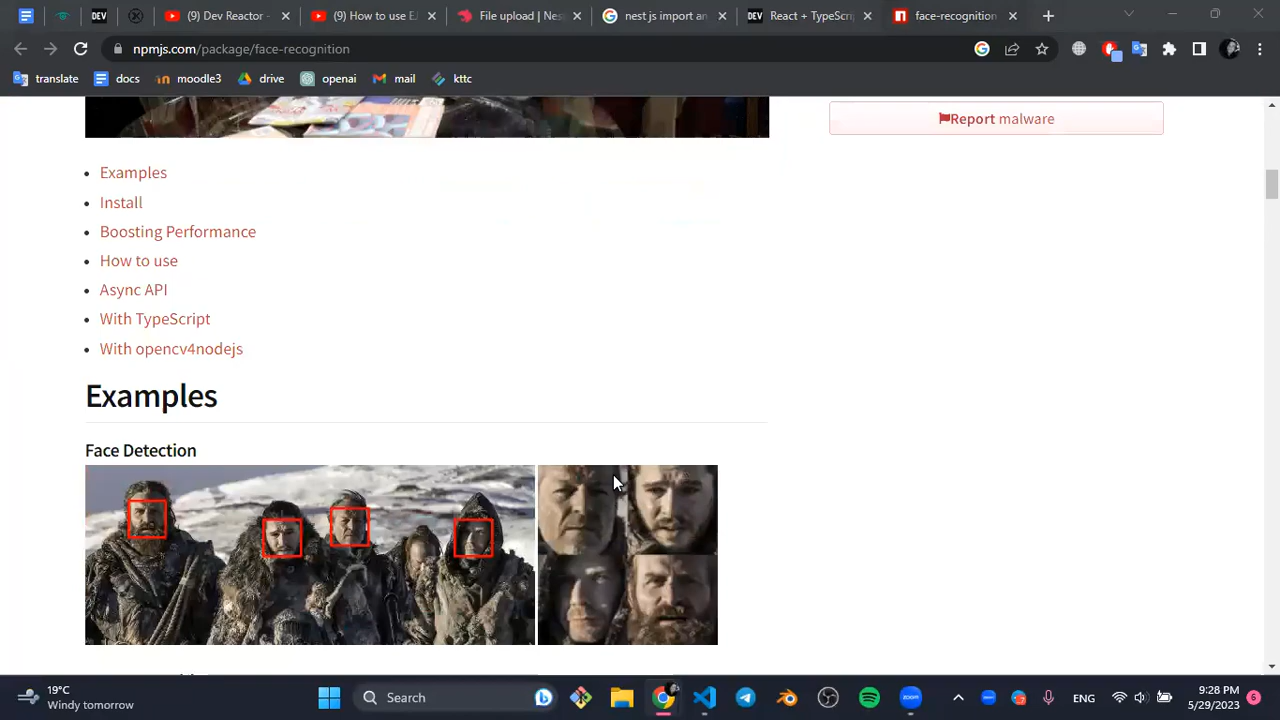 (9) Dev Reactor -
(9) How to use E
File upload | Nes
nest js import an
React + TypeScrip
face-recognition
npmjs.com/package/face-recognition
translate
docs
moodle3
drive
openai
mail
kttc
Report malware
Examples
Install
Boosting Performance
How to use
Async API
With TypeScript
With opencv4nodejs
Examples
Face Detection
19°C
Windy tomorrow
Search
ENG
9:28 PM
5/29/2023
6